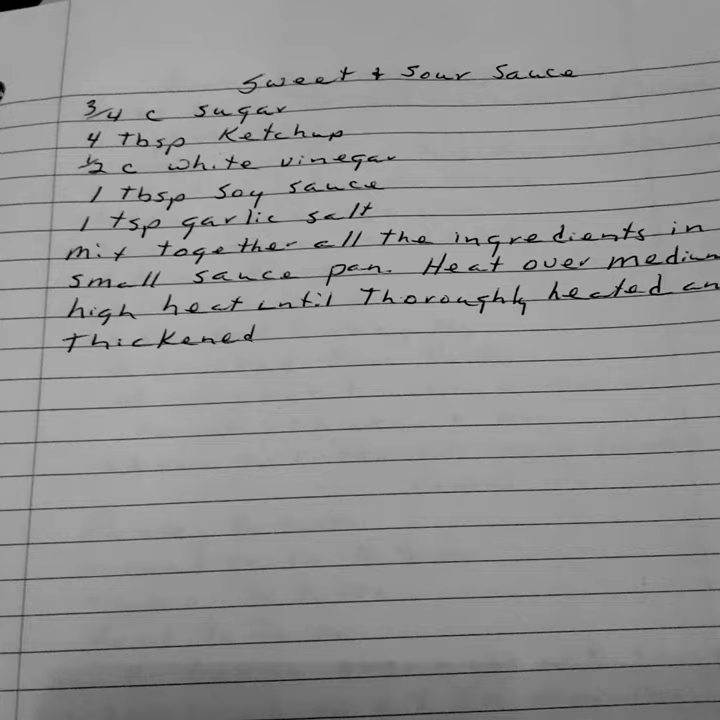 Sweet + Sour Sauce
3/4 c sugar
4 tbsp Ketchup
1/2 c white vinegar
1 tbsp Soy sauce
1 tsp garlic salt
mix together all the ingredients in
small sauce pan. Heat over medium
high heat until Thoroughly heated an
Thickened